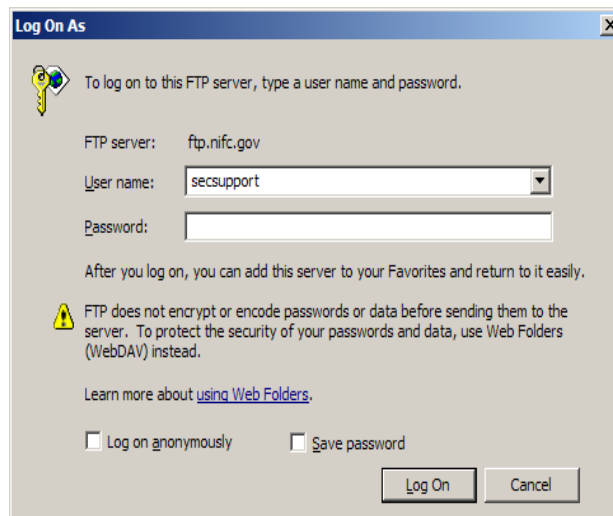 Log On As
To log on to this FTP server, type a user name and password.
FTP server: ftp.nifc.gov
User name: secsupport
Password:
After you log on, you can add this server to your Favorites and return to it easily.
FTP does not encrypt or encode passwords or data before sending them to the
server. To protect the security of your passwords and data, use Web Folders
(WebDAV) instead.
Learn more about using Web Folders.
Log on anonymously Save password
Log On Cancel